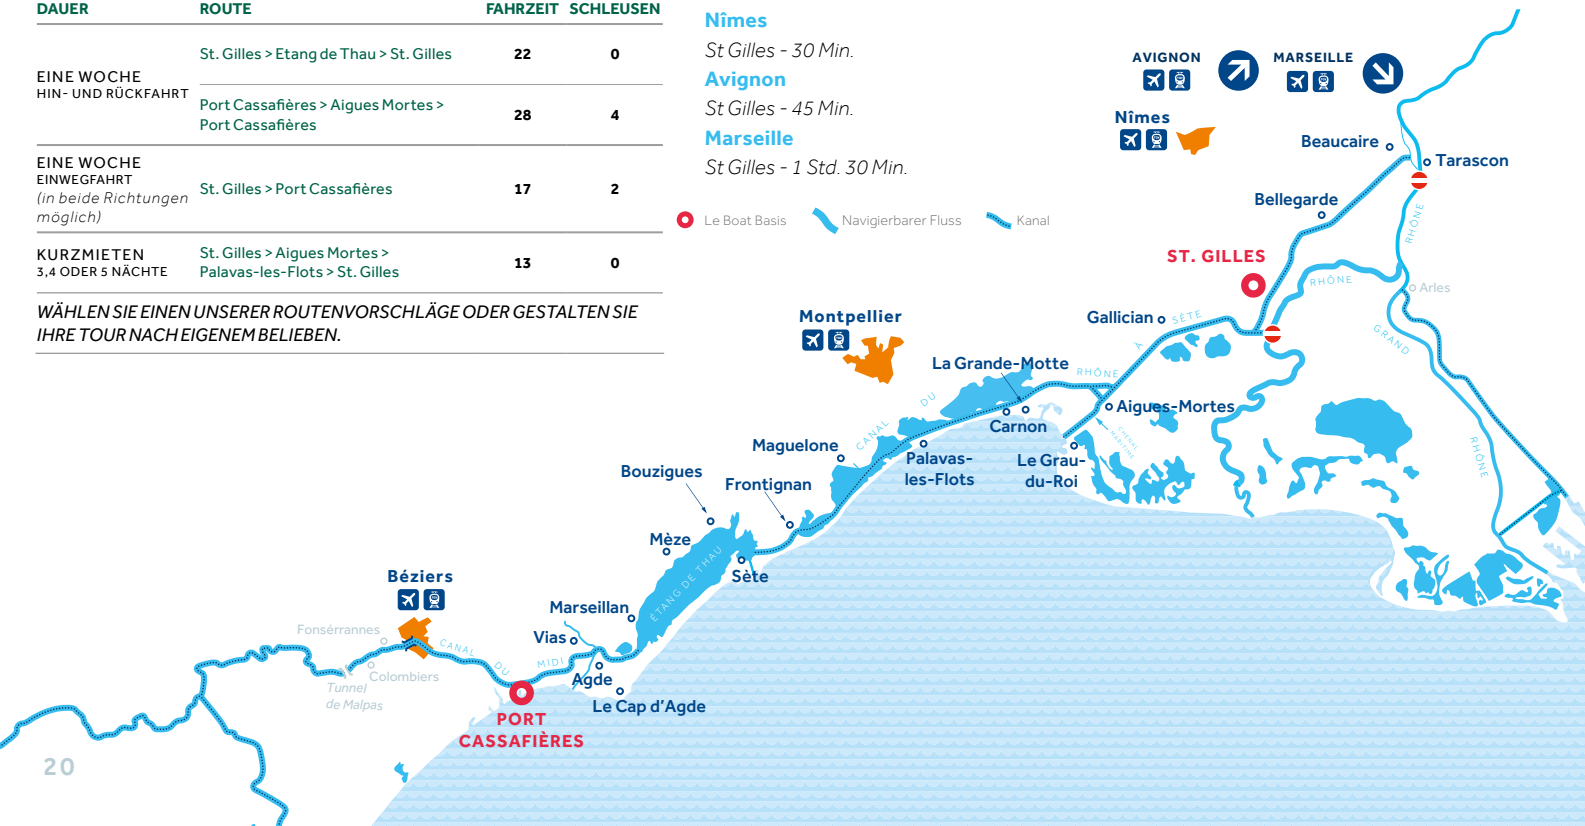 DAUER ROUTE FAHRZEIT SCHLEUSEN
EINE WOCHE
HIN- UND RÜCKFAHRT
St. Gilles > Etang de Thau > St. Gilles 22 0
Port Cassafières > Aigues Mortes >
Port Cassafières 28 4
EINE WOCHE
EINWEGFAHRT
(in beide Richtungen
möglich)
St. Gilles > Port Cassafières 17 2
KURZMIETEN
3,4 ODER 5 NÄCHTE
St. Gilles > Aigues Mortes >
Palavas-les-Flots > St. Gilles 13 0
WÄHLEN SIE EINEN UNSERER ROUTENVORSCHLÄGE ODER GESTALTEN SIE
IHRE TOUR NACH EIGENEM BELIEBEN.
Nîmes
St Gilles - 30 Min.
Avignon
St Gilles - 45 Min.
Marseille
St Gilles - 1 Std. 30 Min.
Le Boat Basis
Navigierbarer Fluss
Kanal
AVIGNON
MARSEILLE
Nîmes
Beaucaire
Tarascon
Bellegarde
RHÔNE
ST. GILLES
RHÔNE
Arles
Montpellier
Gallician
SÈTE
À
RHÔNE
GRAND
RHÔNE
La Grande-Motte
Aigues-Mortes
Carnon
CHENAL
MARITIME
DU
CANAL
Maguelone
Palavas-
les-Flots
Le Grau-
du-Roi
Bouzigues
Frontignan
Mèze
Sète
ÉTANG DE THAU
Béziers
Marseillan
Fonsérrannes
Vias
CANAL
DU
MIDI
Colombiers
Tunnel
de Malpas
Agde
Le Cap d'Agde
PORT
CASSAFIÈRES
20